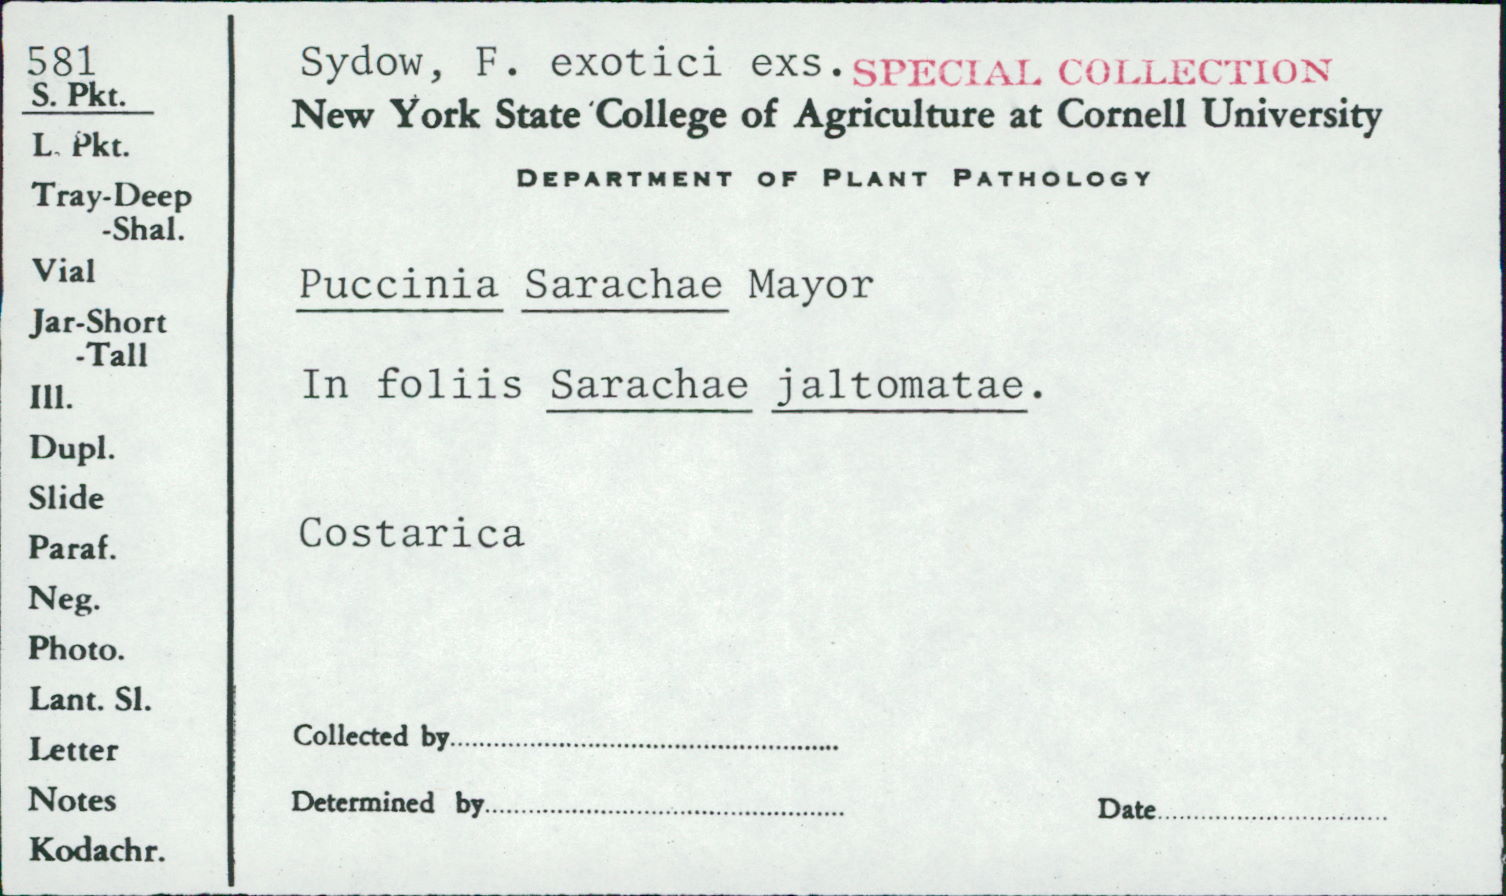 581
S. Pkt.
L. Pkt.
Tray-Deep
-Shal.
Vial
Jar-Short
-Tall
Ill.
Dupl.
Slide
Paraf.
Neg.
Photo.
Lant. Sl.
Letter
Notes
Kodachr.
Sydow, F. exotici exs. SPECIAL COLLECTION
New York State College of Agriculture at Cornell University
DEPARTMENT OF PLANT PATHOLOGY
Puccinia Sarachae Mayor
In foliis Sarachae jaltomatae.
Costarica
Collected by
Determined by
Date